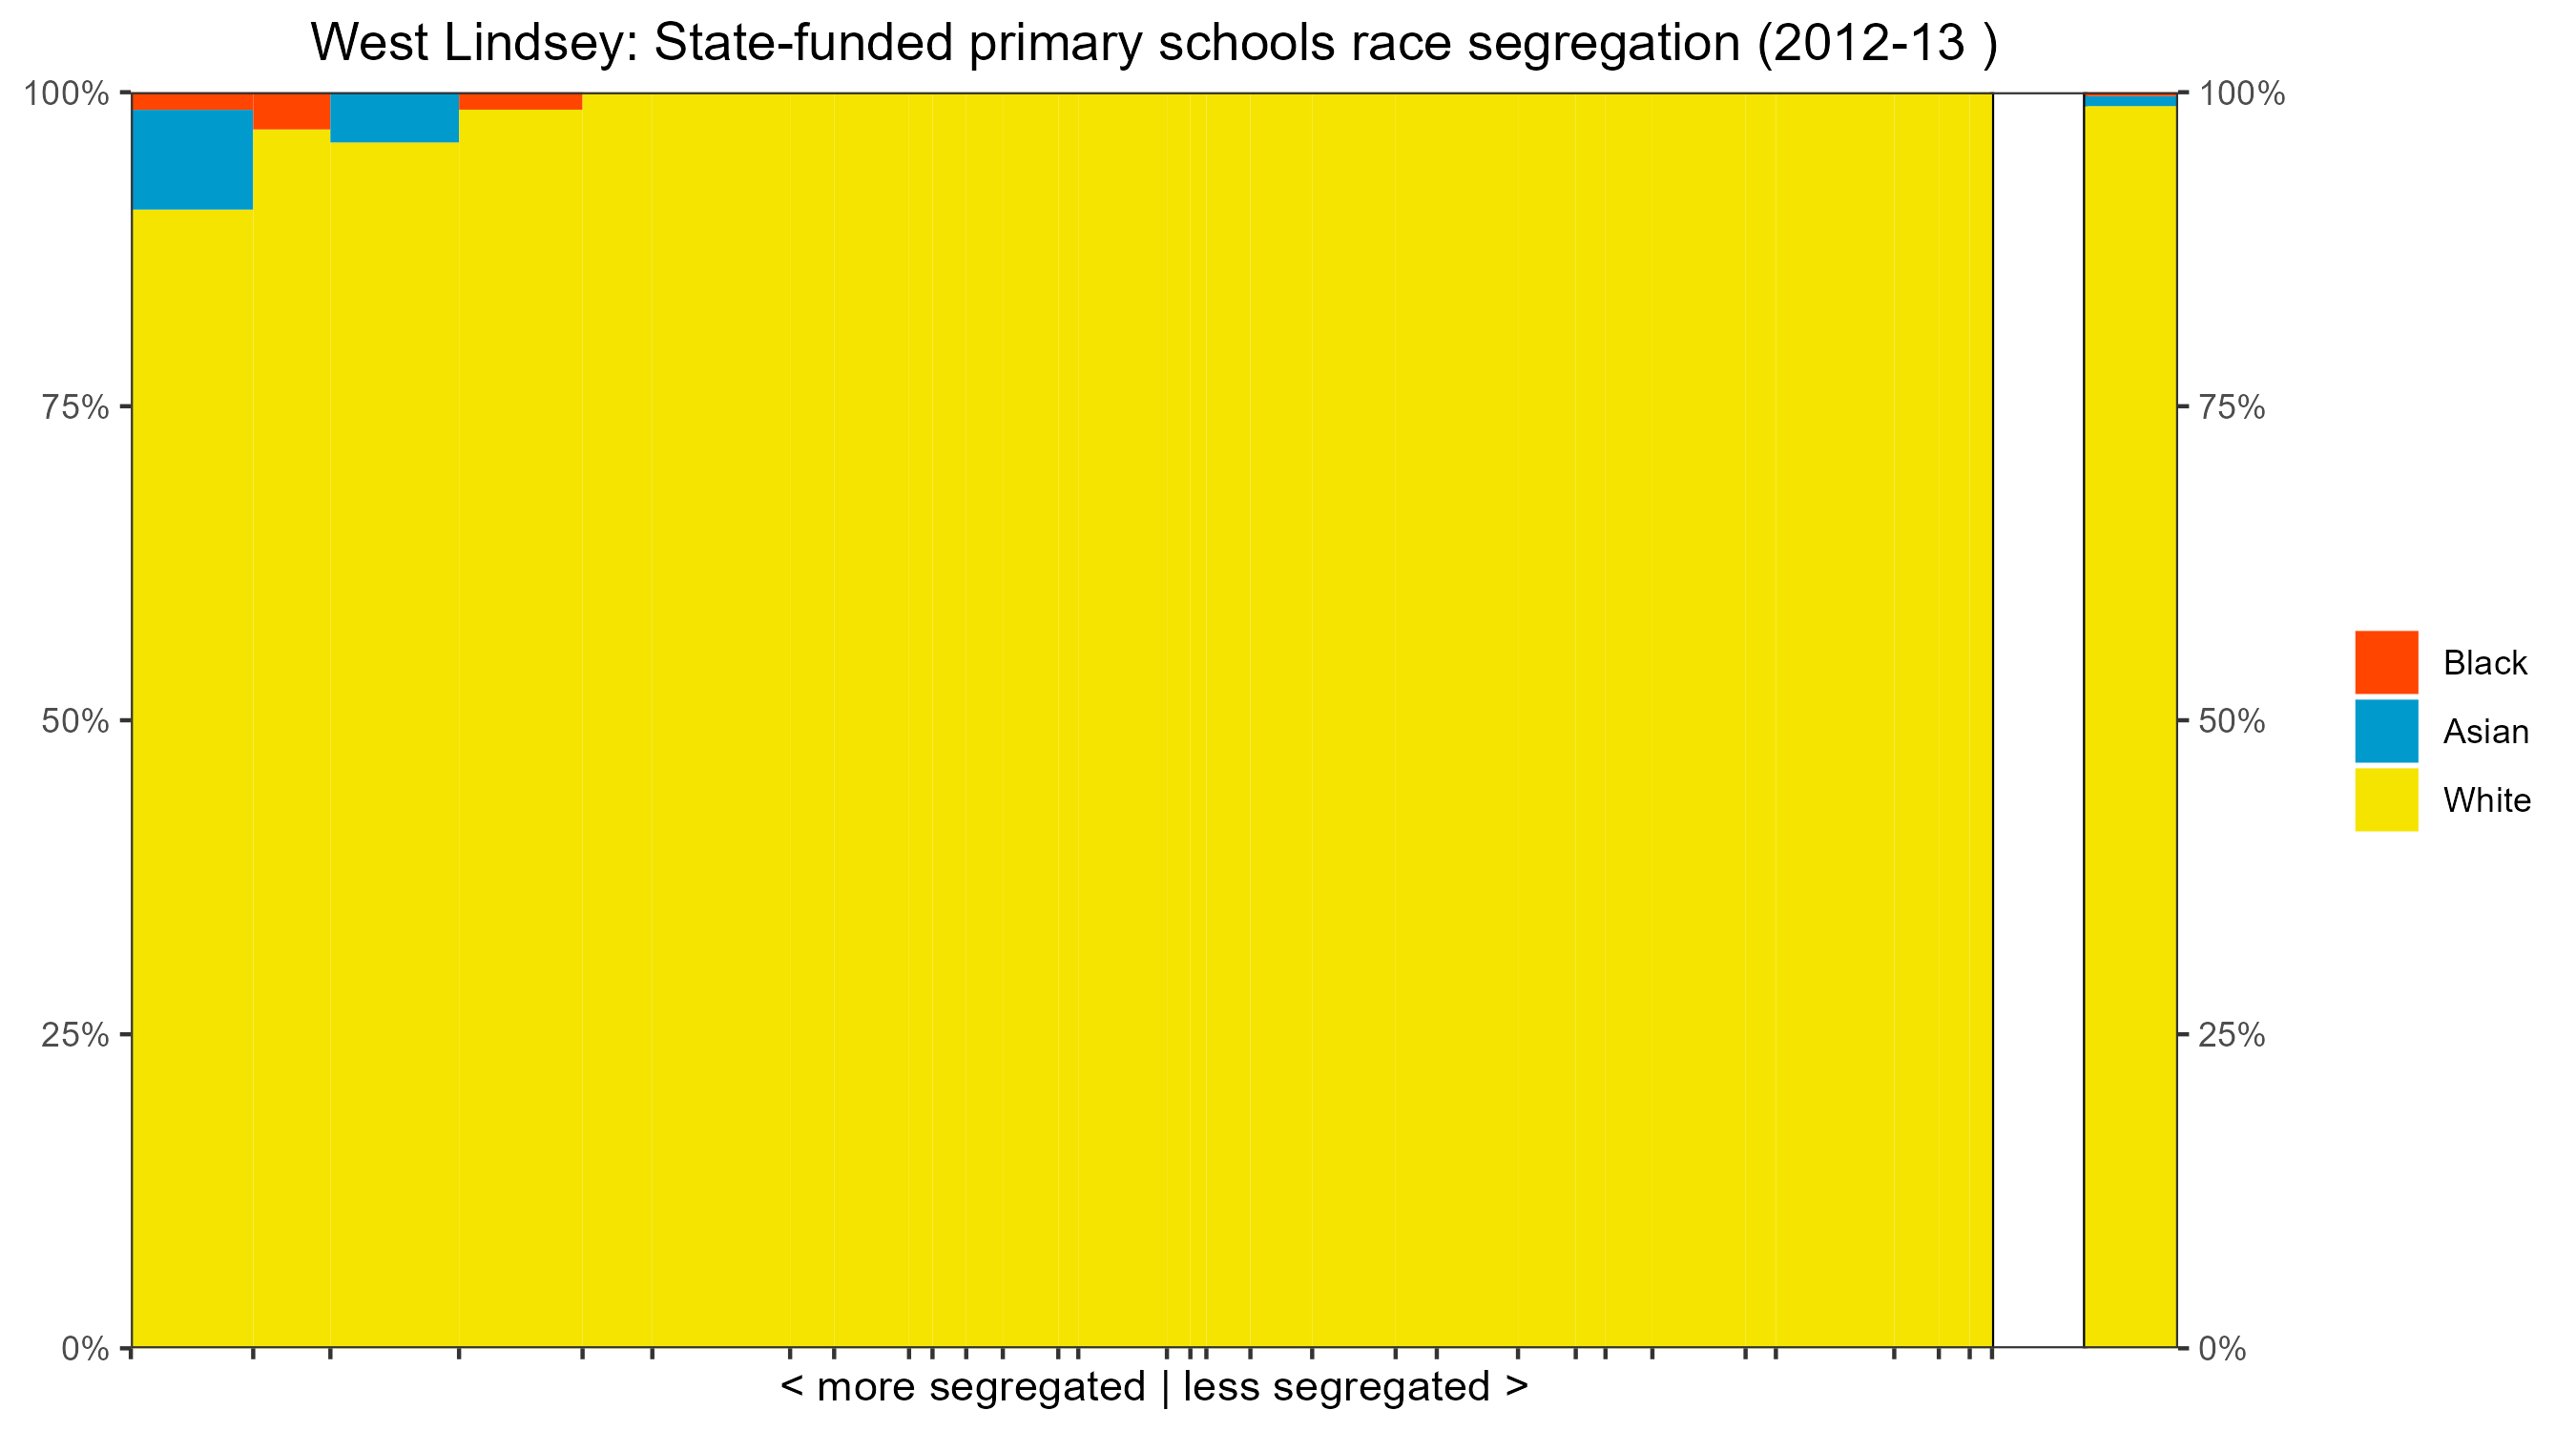 West Lindsey: State-funded primary schools race segregation (2012-13 )
100%
75%
50%
25%
0%
100%
75%
50%
25%
0%
Black
Asian
White
< more segregated | less segregated >